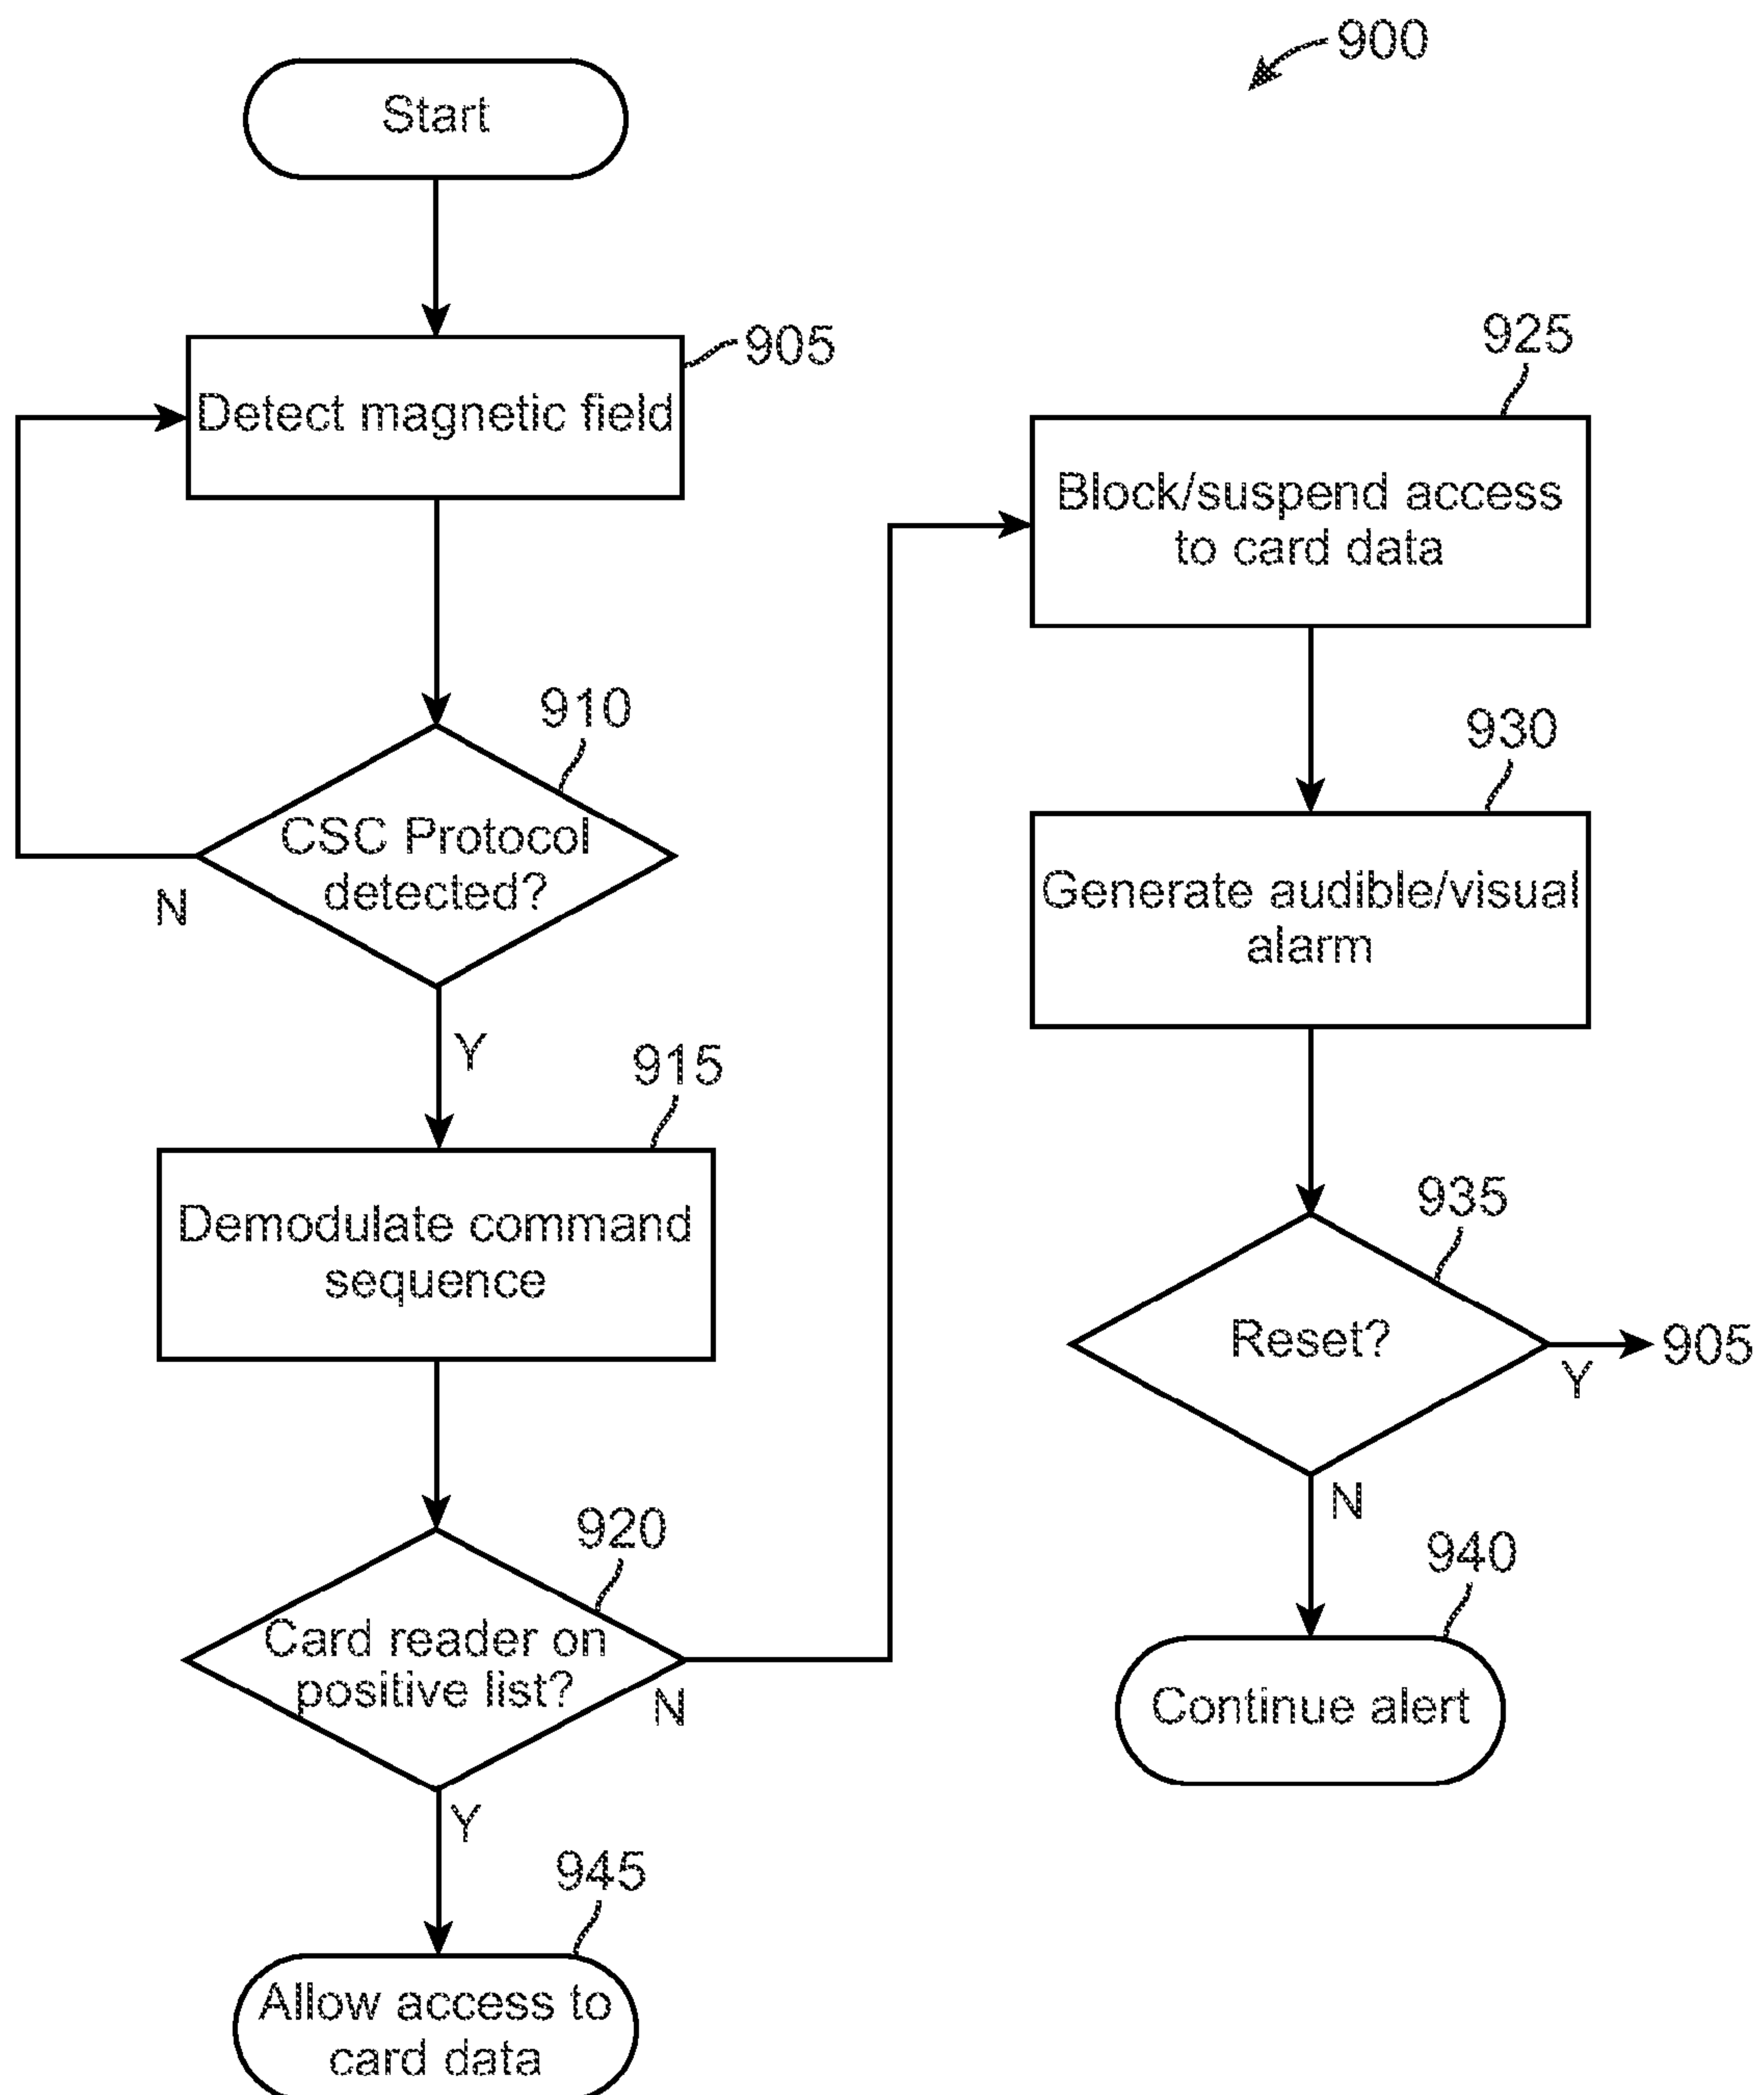 900
Start
905
Detect magnetic field
910
CSC Protocol
detected?
N
Y
915
Demodulate command
sequence
920
Card reader on
positive list?
N
Y
945
Allow access to
card data
925
Block/suspend access
to card data
930
Generate audible/visual
alarm
935
Reset?
Y
905
N
940
Continue alert